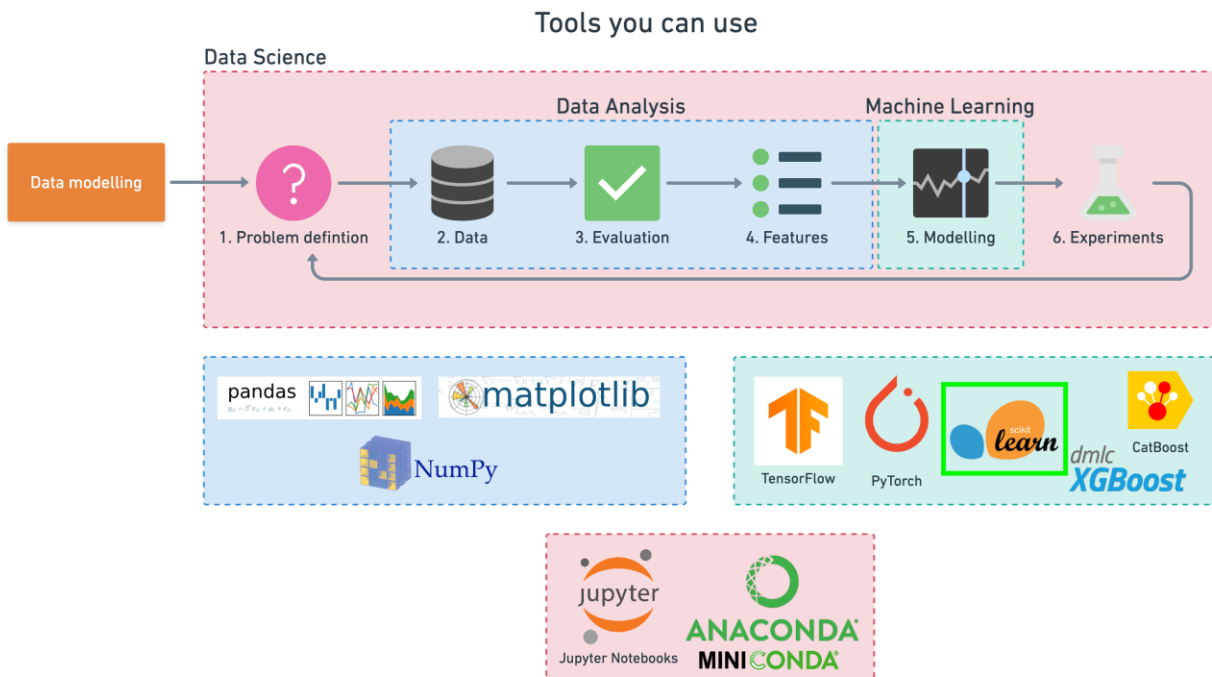 Tools you can use
Data Science
Data Analysis
Machine Learning
Data modelling
?
1. Problem defintion
2. Data
3. Evaluation
4. Features
5. Modelling
6. Experiments
pandas
matplotlib
NumPy
TensorFlow
PyTorch
scikit
learn
dmlc
XGBoost
CatBoost
jupyter
Jupyter Notebooks
ANACONDA®
MINICONDA®